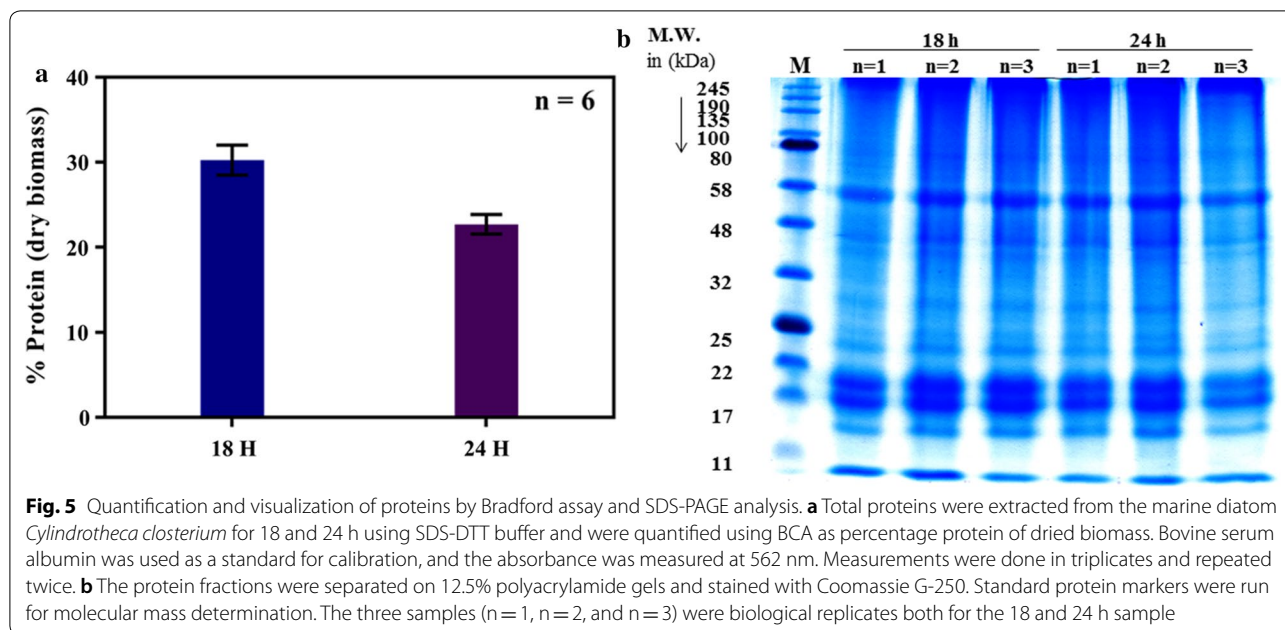 a
% Protein (dry biomass)
40
30
20
10
0
n = 6
18 H
24 H
b
M.W.
in (kDa)
M
18 h
24 h
n=1 n=2 n=3 n=1 n=2 n=3
245
190
135
100
80
58
48
32
25
22
17
11
Fig. 5 Quantification and visualization of proteins by Bradford assay and SDS-PAGE analysis. a Total proteins were extracted from the marine diatom
Cylindrotheca closterium for 18 and 24 h using SDS-DTT buffer and were quantified using BCA as percentage protein of dried biomass. Bovine serum
albumin was used as a standard for calibration, and the absorbance was measured at 562 nm. Measurements were done in triplicates and repeated
twice. b The protein fractions were separated on 12.5% polyacrylamide gels and stained with Coomassie G-250. Standard protein markers were run
for molecular mass determination. The three samples (n = 1, n = 2, and n = 3) were biological replicates both for the 18 and 24 h sample